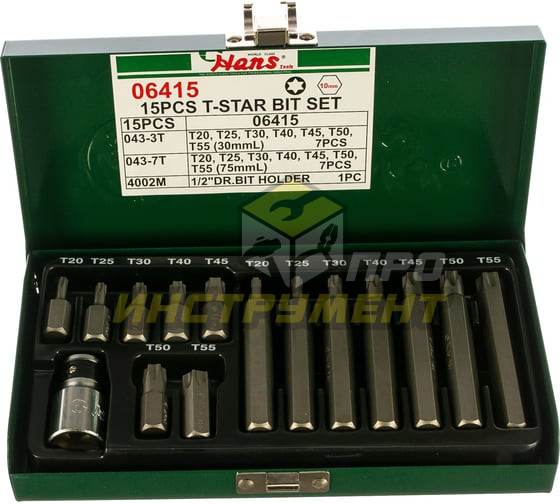 WORLD CLASS
Hans Tools
06415
10mm
15PCS T-STAR BIT SET
15PCS 06415
043-3T T20, T25, T30, T40, T45, T50,
T55 (30mmL) 7PCS
043-7T T20, T25, T30, T40, T45, T50,
T55 (75mmL) 7PCS
4002M 1/2"DR.BIT HOLDER 1PC
T20 T25 T30 T40 T45 T20 T25 T30 T40 T45 T50 T55
ПРО
ИНСТРУМЕНТ
T50 T55